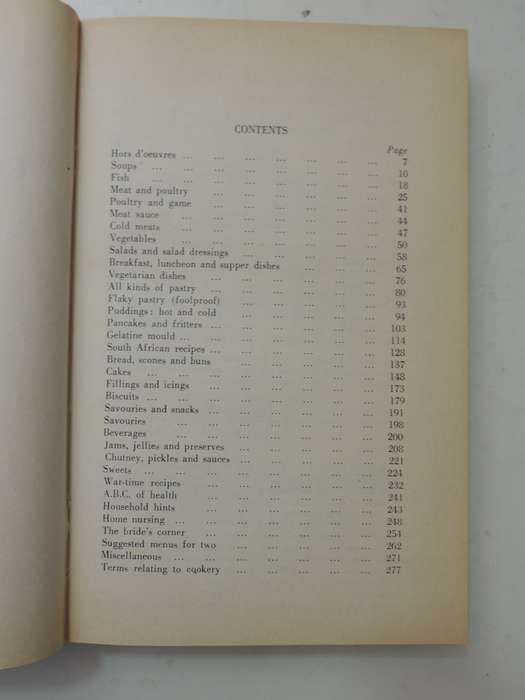 CONTENTS
Page
Hors d'oeuvres ... ... ... ... ... ... ... 7
Soups ... ... ... ... ... ... ... ... 10
Fish ... ... ... ... ... ... ... ... 18
Meat and poultry ... ... ... ... ... ... 25
Poultry and game ... ... ... ... ... ... 41
Meat sauce ... ... ... ... ... ... ... 44
Cold meats ... ... ... ... ... ... ... 47
Vegetables ... ... ... ... ... ... ... 50
Salads and salad dressings ... ... ... ... ... 58
Breakfast, luncheon and supper dishes ... ... ... 65
Vegetarian dishes ... ... ... ... ... ... 76
All kinds of pastry ... ... ... ... ... ... 80
Flaky pastry (foolproof) ... ... ... ... ... 93
Puddings: hot and cold ... ... ... ... ... 94
Pancakes and fritters ... ... ... ... ... ... 103
Gelatine mould ... ... ... ... ... ... ... 114
South African recipes ... ... ... ... ... ... 128
Bread, scones and buns ... ... ... ... ... 137
Cakes ... ... ... ... ... ... ... ... 148
Fillings and icings ... ... ... ... ... ... 173
Biscuits ... ... ... ... ... ... ... ... 179
Savouries and snacks ... ... ... ... ... ... 191
Savouries ... ... ... ... ... ... ... 198
Beverages ... ... ... ... ... ... ... 200
Jams, jellies and preserves ... ... ... ... ... 208
Chutney, pickles and sauces ... ... ... ... ... 221
Sweets ... ... ... ... ... ... ... ... 224
War-time recipes ... ... ... ... ... ... 232
A.B.C. of health ... ... ... ... ... ... 241
Household hints ... ... ... ... ... ... 243
Home nursing ... ... ... ... ... ... ... 248
The bride's corner ... ... ... ... ... ... 254
Suggested menus for two ... ... ... ... ... 262
Miscellaneous ... ... ... ... ... ... ... 271
Terms relating to cookery ... ... ... ... ... 277